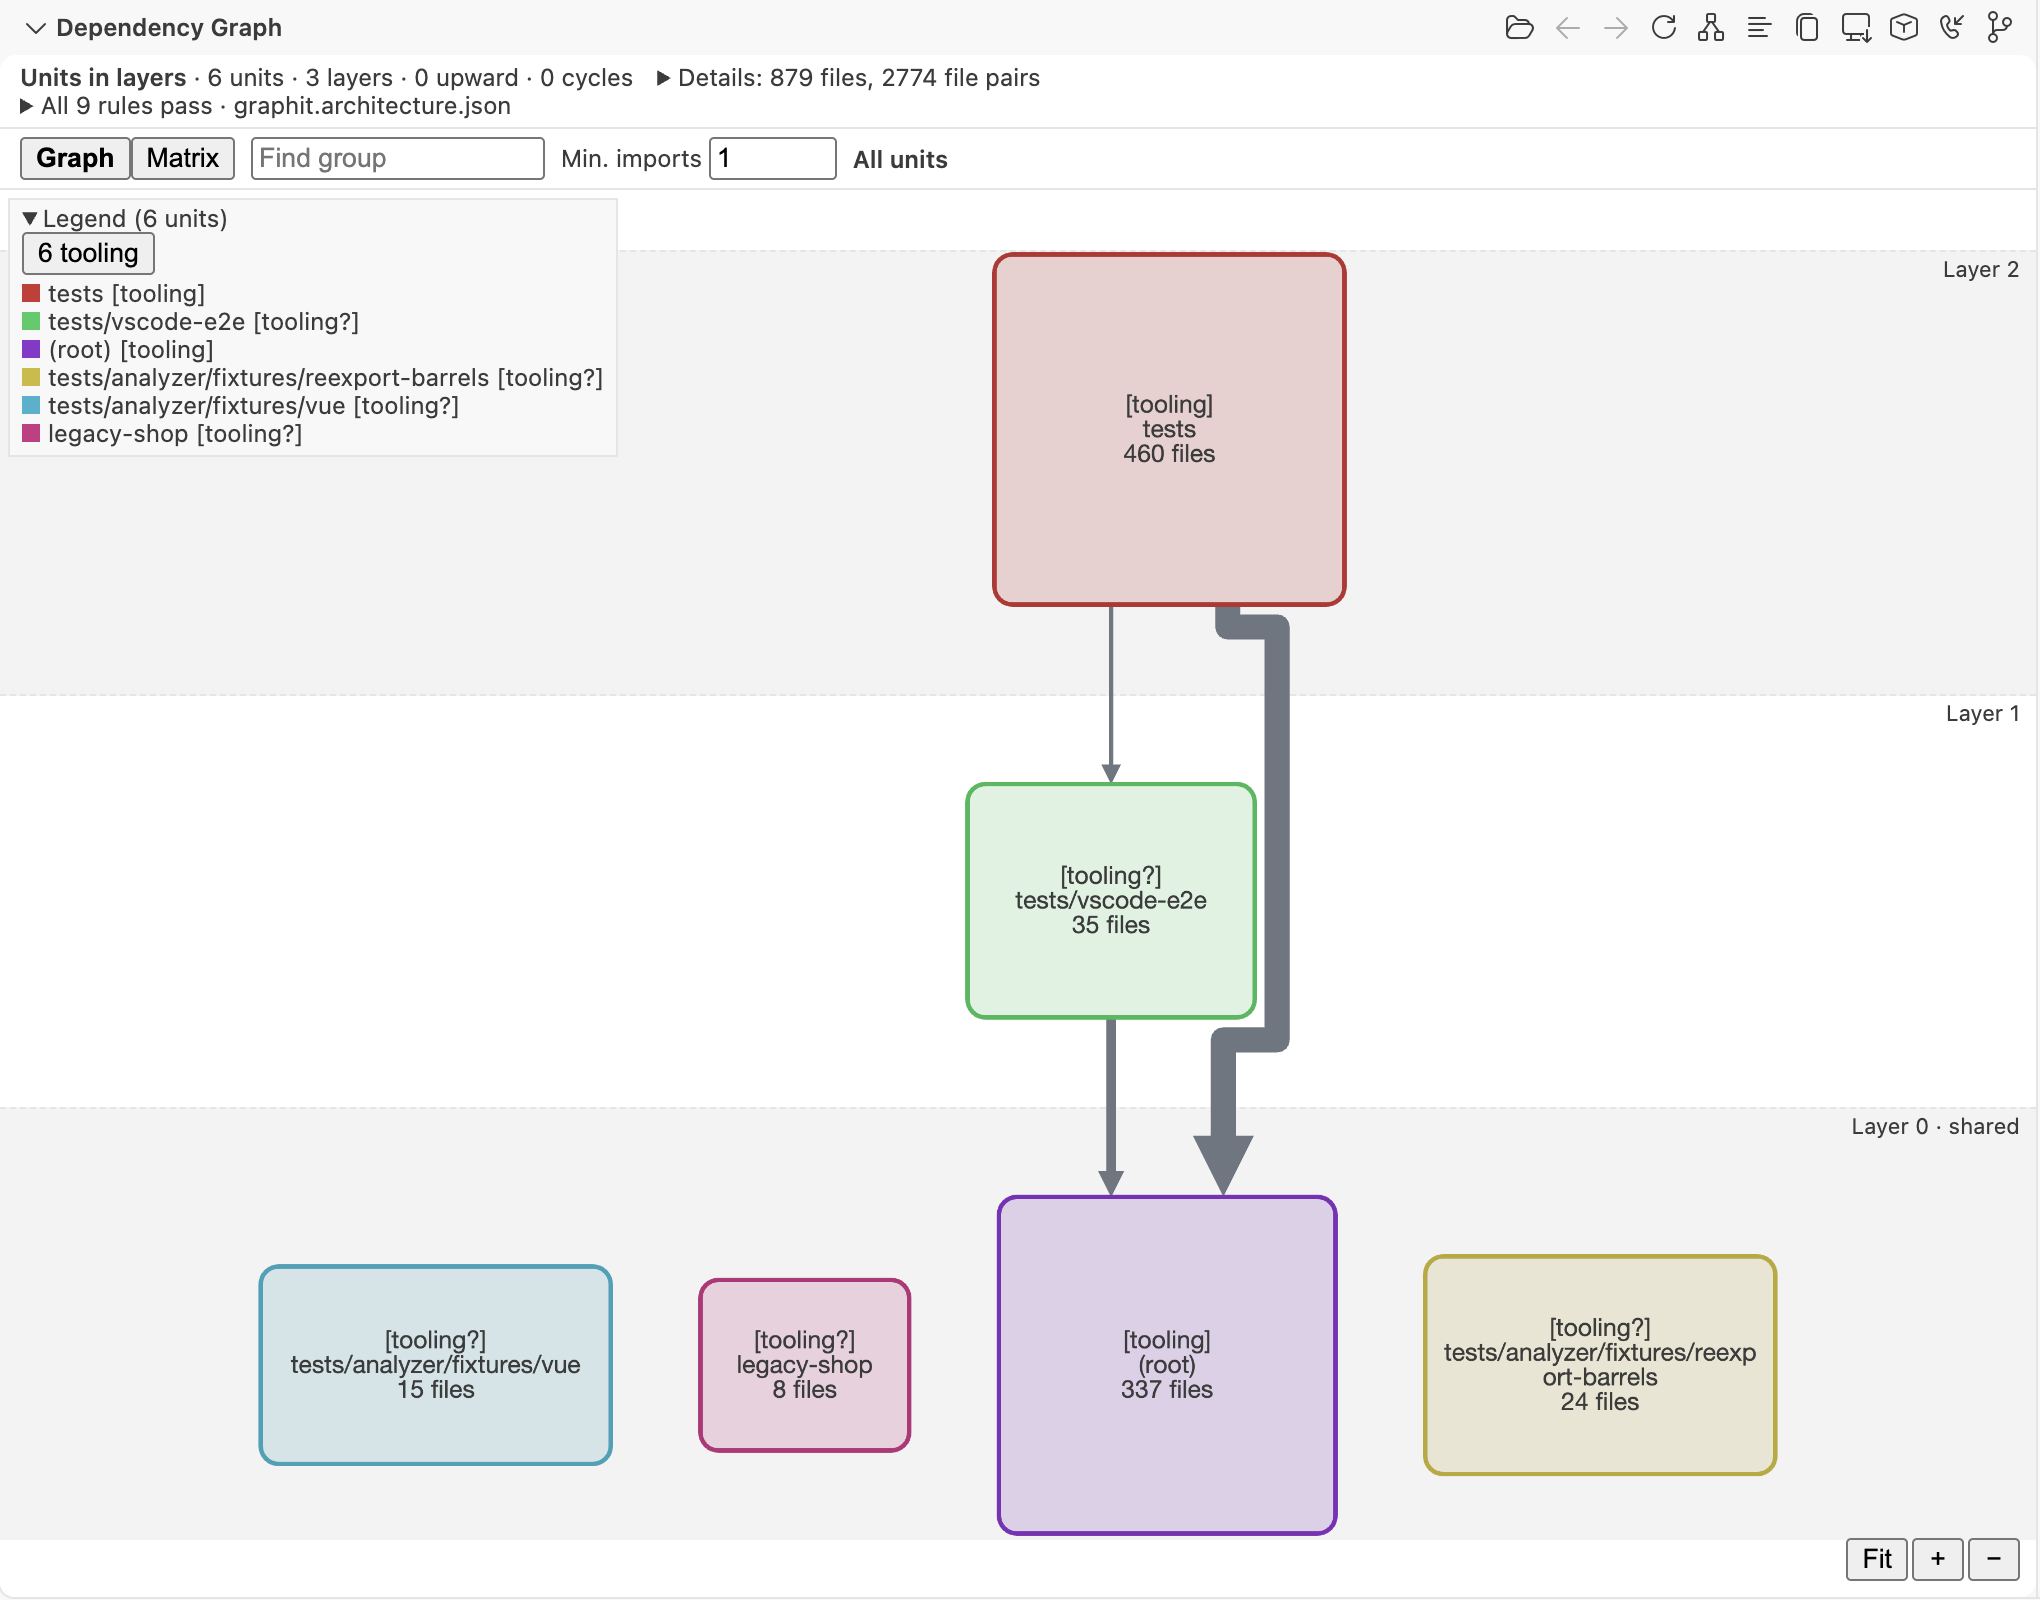 Dependency Graph
Units in layers · 6 units · 3 layers · 0 upward · 0 cycles ▶ Details: 879 files, 2774 file pairs
▶ All 9 rules pass · graphit.architecture.json
Graph Matrix Find group Min. imports 1 All units
▼ Legend (6 units)
6 tooling
tests [tooling]
tests/vscode-e2e [tooling?]
(root) [tooling]
tests/analyzer/fixtures/reexport-barrels [tooling?]
tests/analyzer/fixtures/vue [tooling?]
legacy-shop [tooling?]
Layer 2
[tooling]
tests
460 files
Layer 1
[tooling?]
tests/vscode-e2e
35 files
Layer 0 · shared
[tooling?]
tests/analyzer/fixtures/vue
15 files
[tooling?]
legacy-shop
8 files
[tooling]
(root)
337 files
[tooling?]
tests/analyzer/fixtures/reexp
ort-barrels
24 files
Fit + −